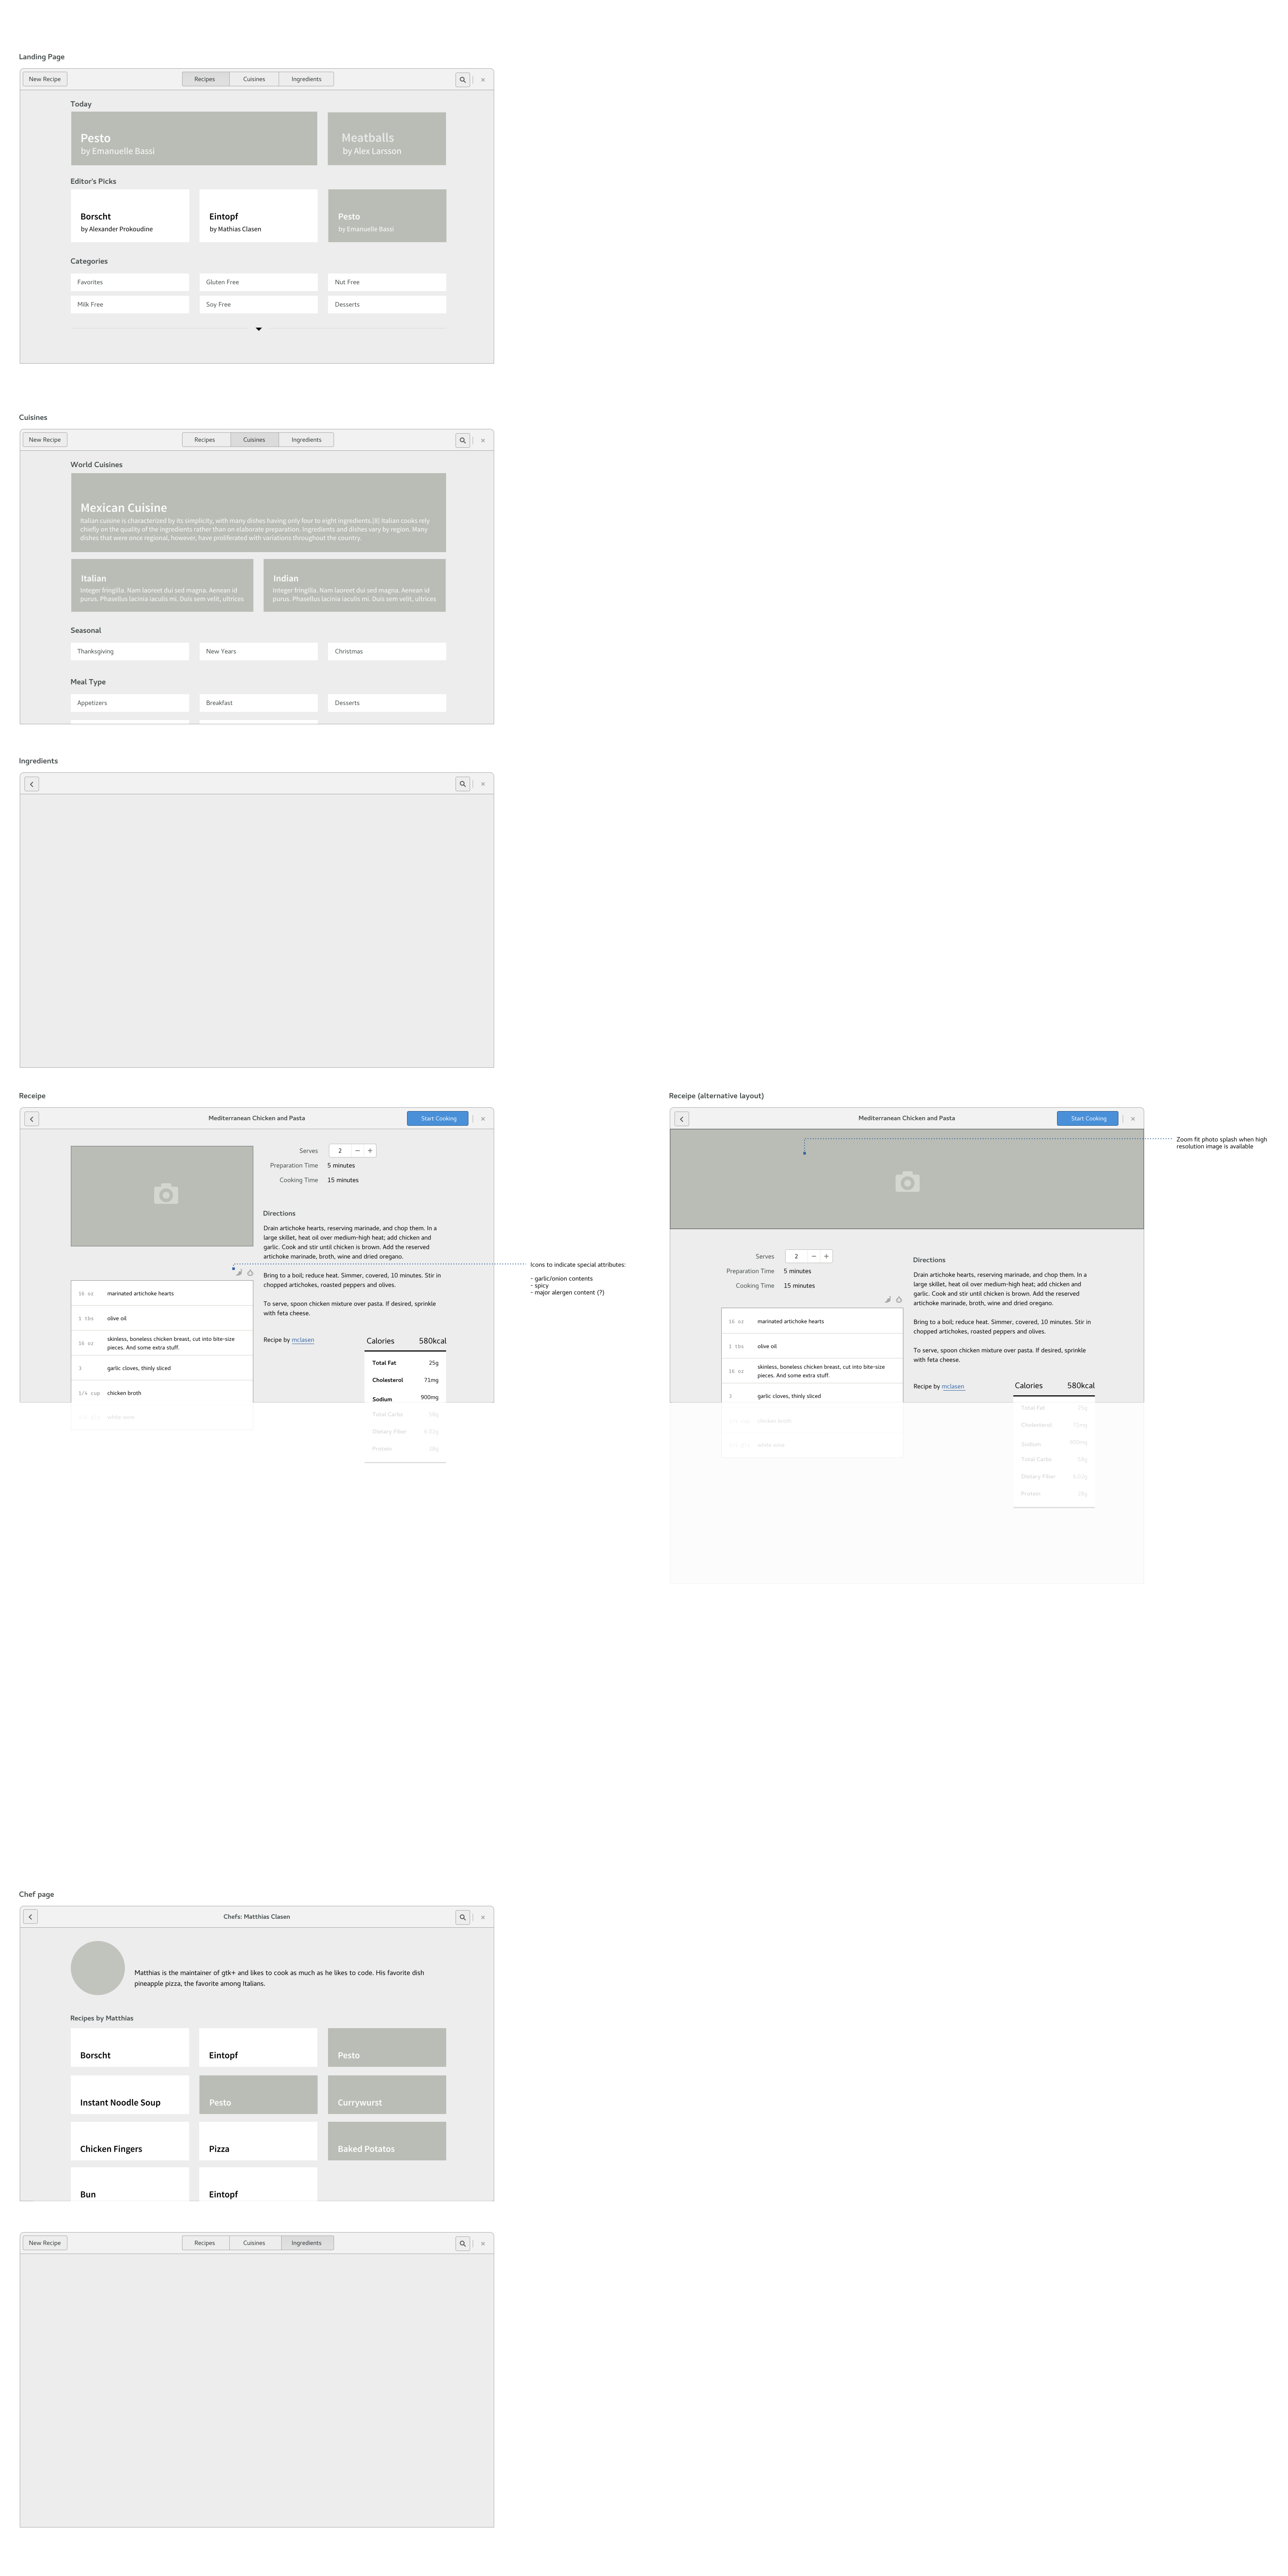 Landing Page
New Recipe
Recipes
Cuisines
Ingredients
Today
Pesto
by Emanuelle Bassi
Meatballs
by Alex Larsson
Editor's Picks
Borscht
by Alexander Prokoudine
Eintopf
by Mathias Clasen
Pesto
by Emanuelle Bassi
Categories
Favorites
Gluten Free
Nut Free
Milk Free
Soy Free
Desserts
Cuisines
New Recipe
Recipes
Cuisines
Ingredients
World Cuisines
Mexican Cuisine
Italian cuisine is characterized by its simplicity, with many dishes having only four to eight ingredients.[8] Italian cooks rely
chiefly on the quality of the ingredients rather than on elaborate preparation. Ingredients and dishes vary by region. Many
dishes that were once regional, however, have proliferated with variations throughout the country.
Italian
Integer fringilla. Nam laoreet dui sed magna. Aenean id
purus. Phasellus lacinia iaculis mi. Duis sem velit, ultrices
Indian
Integer fringilla. Nam laoreet dui sed magna. Aenean id
purus. Phasellus lacinia iaculis mi. Duis sem velit, ultrices
Seasonal
Thanksgiving
New Years
Christmas
Meal Type
Appetizers
Breakfast
Desserts
Ingredients
Receipe
Mediterranean Chicken and Pasta
Start Cooking
Serves
2
Preparation Time
5 minutes
Cooking Time
15 minutes
Directions
Drain artichoke hearts, reserving marinade, and chop them. In a
large skillet, heat oil over medium-high heat; add chicken and
garlic. Cook and stir until chicken is brown. Add the reserved
artichoke marinade, broth, wine and dried oregano.
Bring to a boil; reduce heat. Simmer, covered, 10 minutes. Stir in
chopped artichokes, roasted peppers and olives.
To serve, spoon chicken mixture over pasta. If desired, sprinkle
with feta cheese.
Recipe by mclasen
16 oz
marinated artichoke hearts
1 tbs
olive oil
16 oz
skinless, boneless chicken breast, cut into bite-size
pieces. And some extra stuff.
3
garlic cloves, thinly sliced
1/4 cup
chicken broth
white wine
Calories
580kcal
Total Fat
25g
Cholesterol
71mg
Sodium
900mg
Total Carbs
Dietary Fiber
Protein
Icons to indicate special attributes:
- garlic/onion contents
- spicy
- major alergen content (?)
Receipe (alternative layout)
Mediterranean Chicken and Pasta
Start Cooking
Zoom fit photo splash when high
resolution image is available
Serves
2
Preparation Time
5 minutes
Cooking Time
15 minutes
16 oz
marinated artichoke hearts
1 tbs
olive oil
16 oz
skinless, boneless chicken breast, cut into bite-size
pieces. And some extra stuff.
3
garlic cloves, thinly sliced
chicken broth
white wine
Directions
Drain artichoke hearts, reserving marinade, and chop them. In a
large skillet, heat oil over medium-high heat; add chicken and
garlic. Cook and stir until chicken is brown. Add the reserved
artichoke marinade, broth, wine and dried oregano.
Bring to a boil; reduce heat. Simmer, covered, 10 minutes. Stir in
chopped artichokes, roasted peppers and olives.
To serve, spoon chicken mixture over pasta. If desired, sprinkle
with feta cheese.
Recipe by mclasen
Calories
580kcal
Total Fat
25g
Cholesterol
71mg
Sodium
900mg
Total Carbs
Dietary Fiber
Protein
Chef page
Chefs: Matthias Clasen
Matthias is the maintainer of gtk+ and likes to cook as much as he likes to code. His favorite dish
pineapple pizza, the favorite among Italians.
Recipes by Matthias
Borscht
Eintopf
Pesto
Instant Noodle Soup
Pesto
Currywurst
Chicken Fingers
Pizza
Baked Potatos
Bun
Eintopf
New Recipe
Recipes
Cuisines
Ingredients